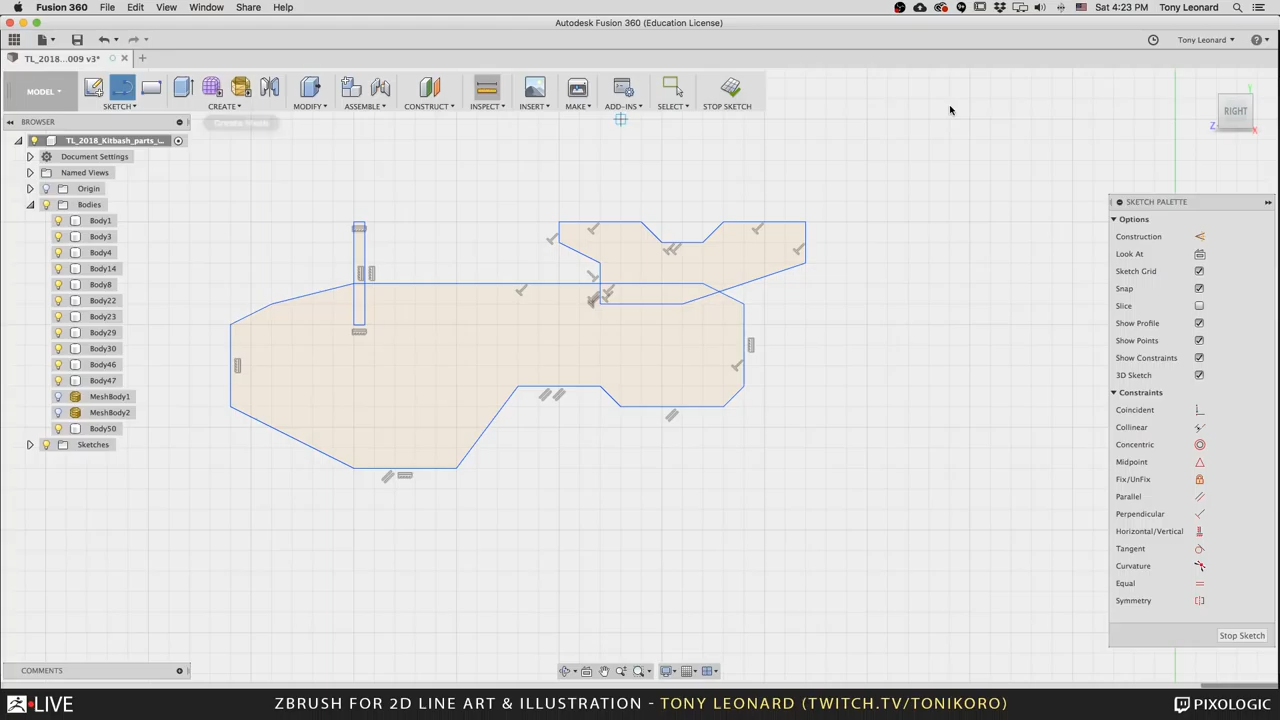 Fusion 360 File Edit View Window Share Help
Sat 4:23 PM Tony Leonard
Autodesk Fusion 360 (Education License)
Tony Leonard
TL_2018...009 v3*
MODEL
SKETCH CREATE MODIFY ASSEMBLE CONSTRUCT INSPECT INSERT MAKE ADD-INS SELECT STOP SKETCH
RIGHT
Y
Z
X
BROWSER
Create Mesh
TL_2018_Kitbash_parts_...
Document Settings
Named Views
Origin
Bodies
Body1
Body3
Body4
Body14
Body8
Body22
Body23
Body29
Body30
Body46
Body47
MeshBody1
MeshBody2
Body50
Sketches
SKETCH PALETTE
Options
Construction
Look At
Sketch Grid
Snap
Slice
Show Profile
Show Points
Show Constraints
3D Sketch
Constraints
Coincident
Collinear
Concentric
Midpoint
Fix/UnFix
Parallel
Perpendicular
Horizontal/Vertical
Tangent
Curvature
Equal
Symmetry
Stop Sketch
COMMENTS
LIVE
ZBRUSH FOR 2D LINE ART & ILLUSTRATION - TONY LEONARD (TWITCH.TV/TONIKORO)
PIXOLOGIC